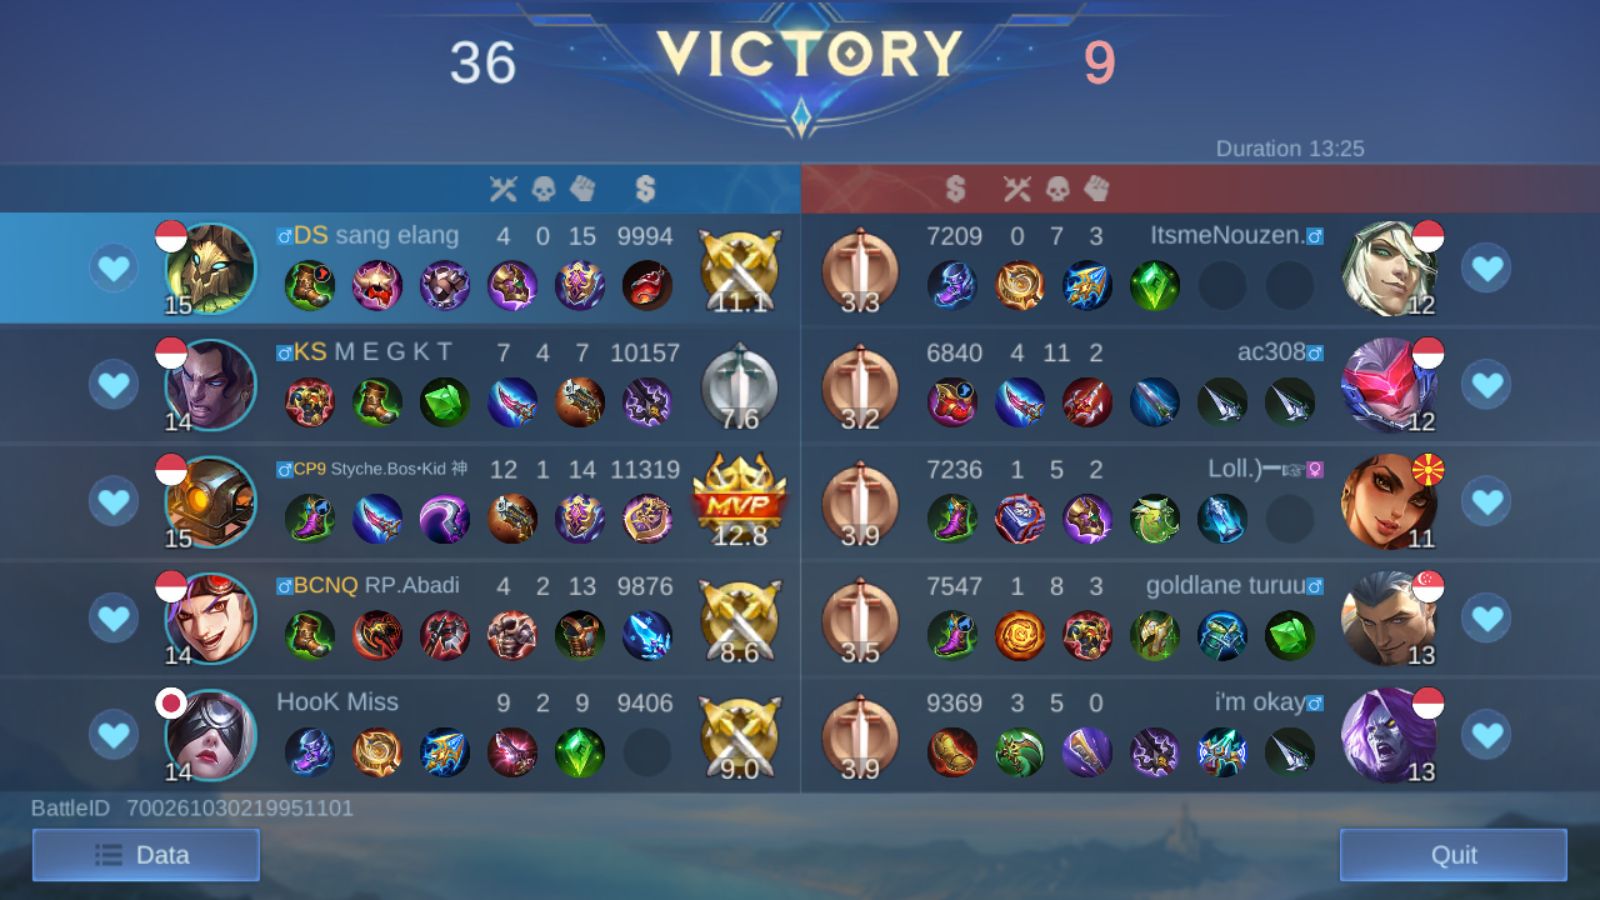 36 VICTORY 9
Duration 13:25
DS sang elang 4 0 15 9994
15 11.1
7209 0 7 3 ItsmeNouzen.
3.3 12
KS M E G K T 7 4 7 10157
14 7.6
6840 4 11 2 ac308
3.2 12
CP9 Styche.Bos•Kid 神 12 1 14 11319
MVP
15 12.8
7236 1 5 2 Loll.)━☞
3.9 11
BCNQ RP.Abadi 4 2 13 9876
14 8.6
7547 1 8 3 goldlane turuu
3.5 13
HooK Miss 9 2 9 9406
14 9.0
9369 3 5 0 i'm okay
3.9 13
BattleID 700261030219951101
Data
Quit